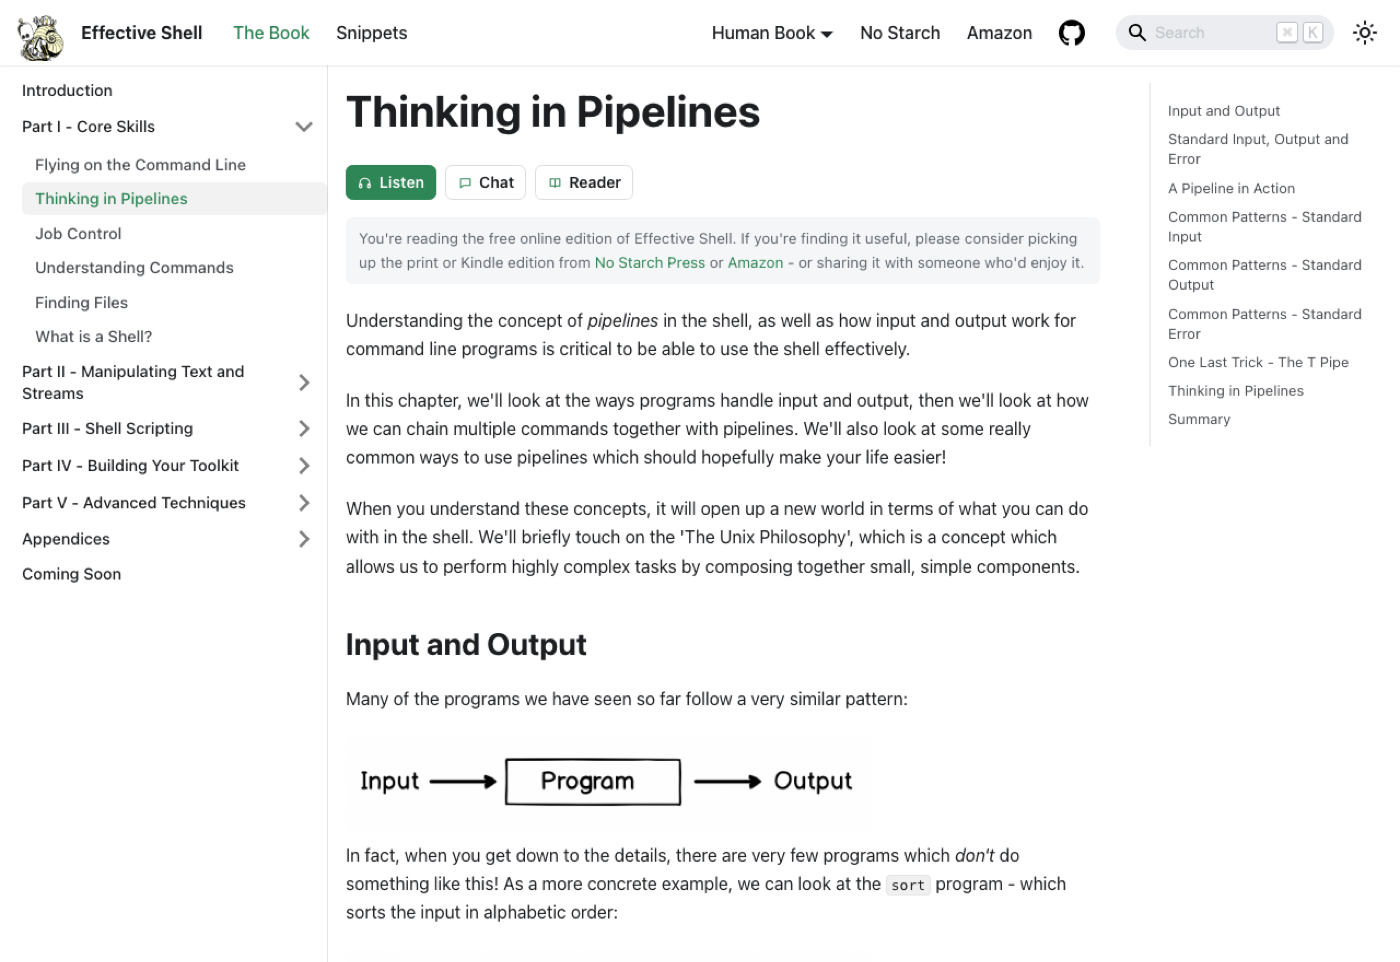 Effective Shell
The Book
Snippets
Human Book
No Starch
Amazon
Search
⌘ K
Introduction
Part I - Core Skills
Flying on the Command Line
Thinking in Pipelines
Job Control
Understanding Commands
Finding Files
What is a Shell?
Part II - Manipulating Text and
Streams
Part III - Shell Scripting
Part IV - Building Your Toolkit
Part V - Advanced Techniques
Appendices
Coming Soon
Thinking in Pipelines
Listen
Chat
Reader
You're reading the free online edition of Effective Shell. If you're finding it useful, please consider picking
up the print or Kindle edition from No Starch Press or Amazon - or sharing it with someone who'd enjoy it.
Understanding the concept of pipelines in the shell, as well as how input and output work for
command line programs is critical to be able to use the shell effectively.
In this chapter, we'll look at the ways programs handle input and output, then we'll look at how
we can chain multiple commands together with pipelines. We'll also look at some really
common ways to use pipelines which should hopefully make your life easier!
When you understand these concepts, it will open up a new world in terms of what you can do
with in the shell. We'll briefly touch on the 'The Unix Philosophy', which is a concept which
allows us to perform highly complex tasks by composing together small, simple components.
Input and Output
Many of the programs we have seen so far follow a very similar pattern:
Input
Program
Output
In fact, when you get down to the details, there are very few programs which don't do
something like this! As a more concrete example, we can look at the sort program - which
sorts the input in alphabetic order:
Input and Output
Standard Input, Output and
Error
A Pipeline in Action
Common Patterns - Standard
Input
Common Patterns - Standard
Output
Common Patterns - Standard
Error
One Last Trick - The T Pipe
Thinking in Pipelines
Summary